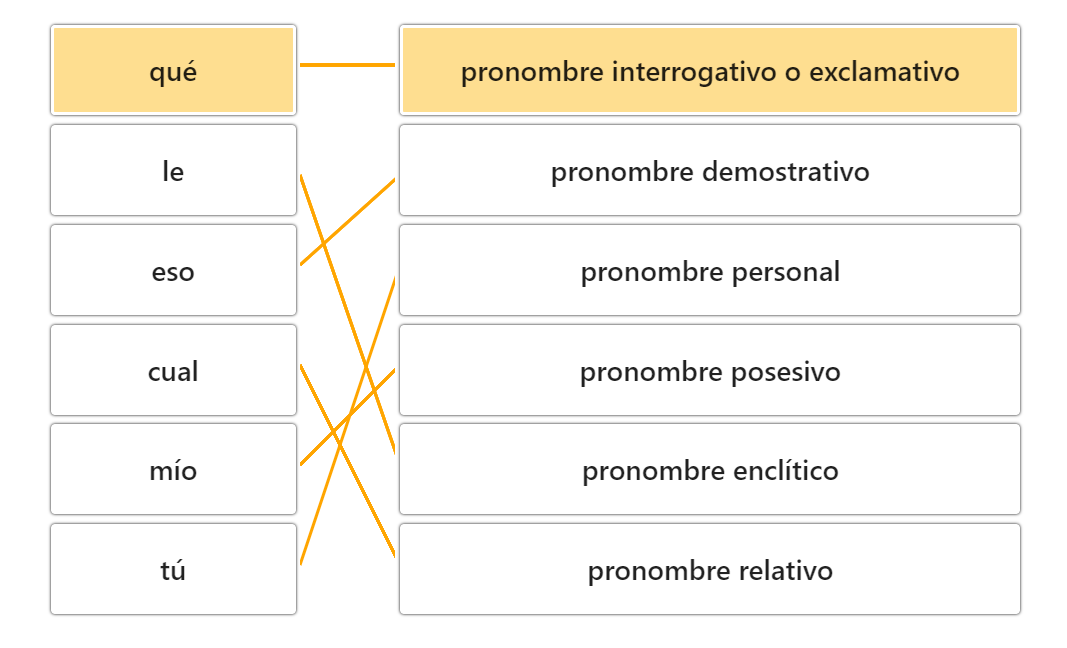 qué
pronombre interrogativo o exclamativo
le
pronombre demostrativo
eso
pronombre personal
cual
pronombre posesivo
mío
pronombre enclítico
tú
pronombre relativo